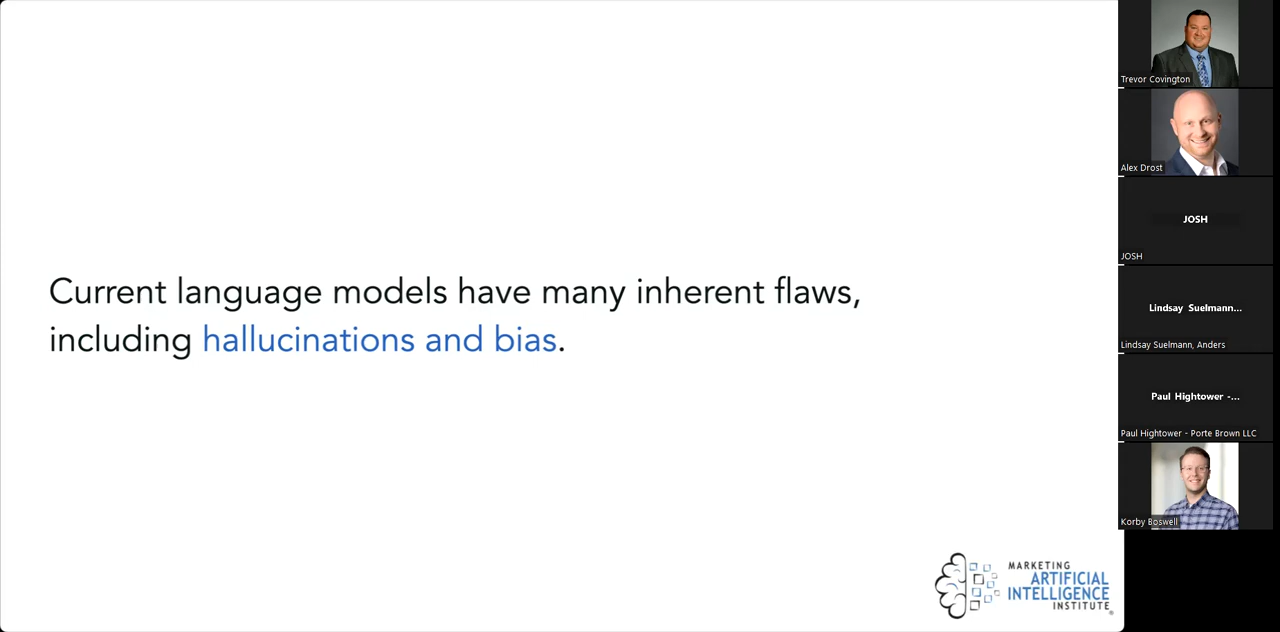 Current language models have many inherent flaws,
including hallucinations and bias.
MARKETING
ARTIFICIAL
INTELLIGENCE
INSTITUTE®
Trevor Covington
Alex Drost
JOSH
JOSH
Lindsay Suelmann...
Lindsay Suelmann, Anders
Paul Hightower -...
Paul Hightower - Porte Brown LLC
Korby Boswell